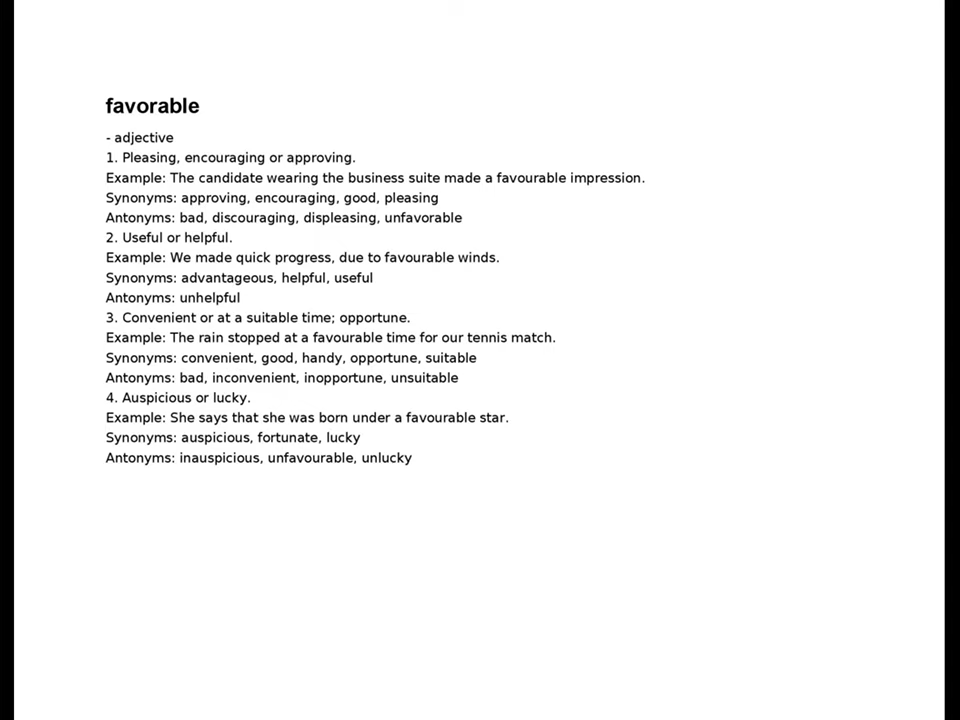 favorable
- adjective
1. Pleasing, encouraging or approving.
Example: The candidate wearing the business suite made a favourable impression.
Synonyms: approving, encouraging, good, pleasing
Antonyms: bad, discouraging, displeasing, unfavorable
2. Useful or helpful.
Example: We made quick progress, due to favourable winds.
Synonyms: advantageous, helpful, useful
Antonyms: unhelpful
3. Convenient or at a suitable time; opportune.
Example: The rain stopped at a favourable time for our tennis match.
Synonyms: convenient, good, handy, opportune, suitable
Antonyms: bad, inconvenient, inopportune, unsuitable
4. Auspicious or lucky.
Example: She says that she was born under a favourable star.
Synonyms: auspicious, fortunate, lucky
Antonyms: inauspicious, unfavourable, unlucky